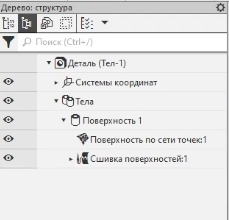 Дерево: структура
Поиск (Ctrl+/)
Деталь (Тел-1)
Системы координат
Тела
Поверхность 1
Поверхность по сети точек:1
Сшивка поверхностей:1